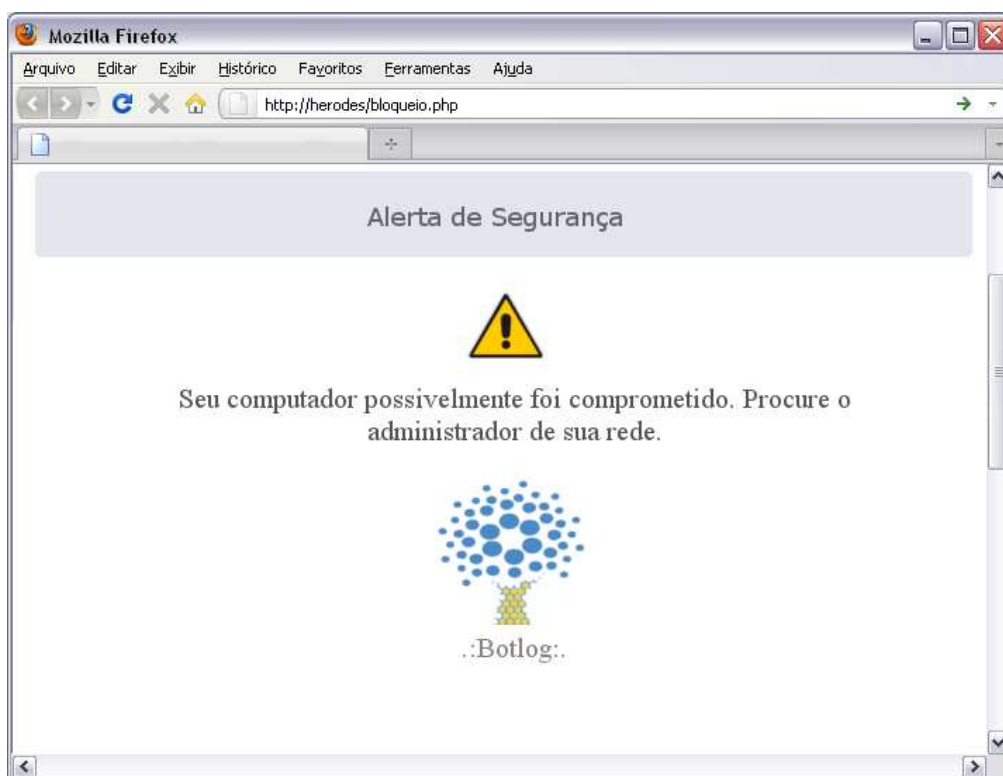 Mozilla Firefox
Arquivo Editar Exibir Histórico Favoritos Ferramentas Ajuda
http://herodes/bloqueio.php
Alerta de Segurança
Seu computador possivelmente foi comprometido. Procure o
administrador de sua rede.
.:Botlog:.